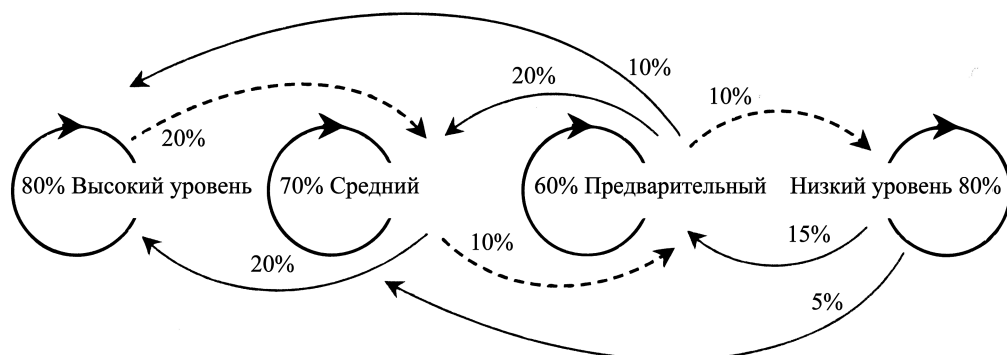 10%
20%
10%
20%
80% Высокий уровень
70% Средний
60% Предварительный
Низкий уровень 80%
20%
10%
15%
5%